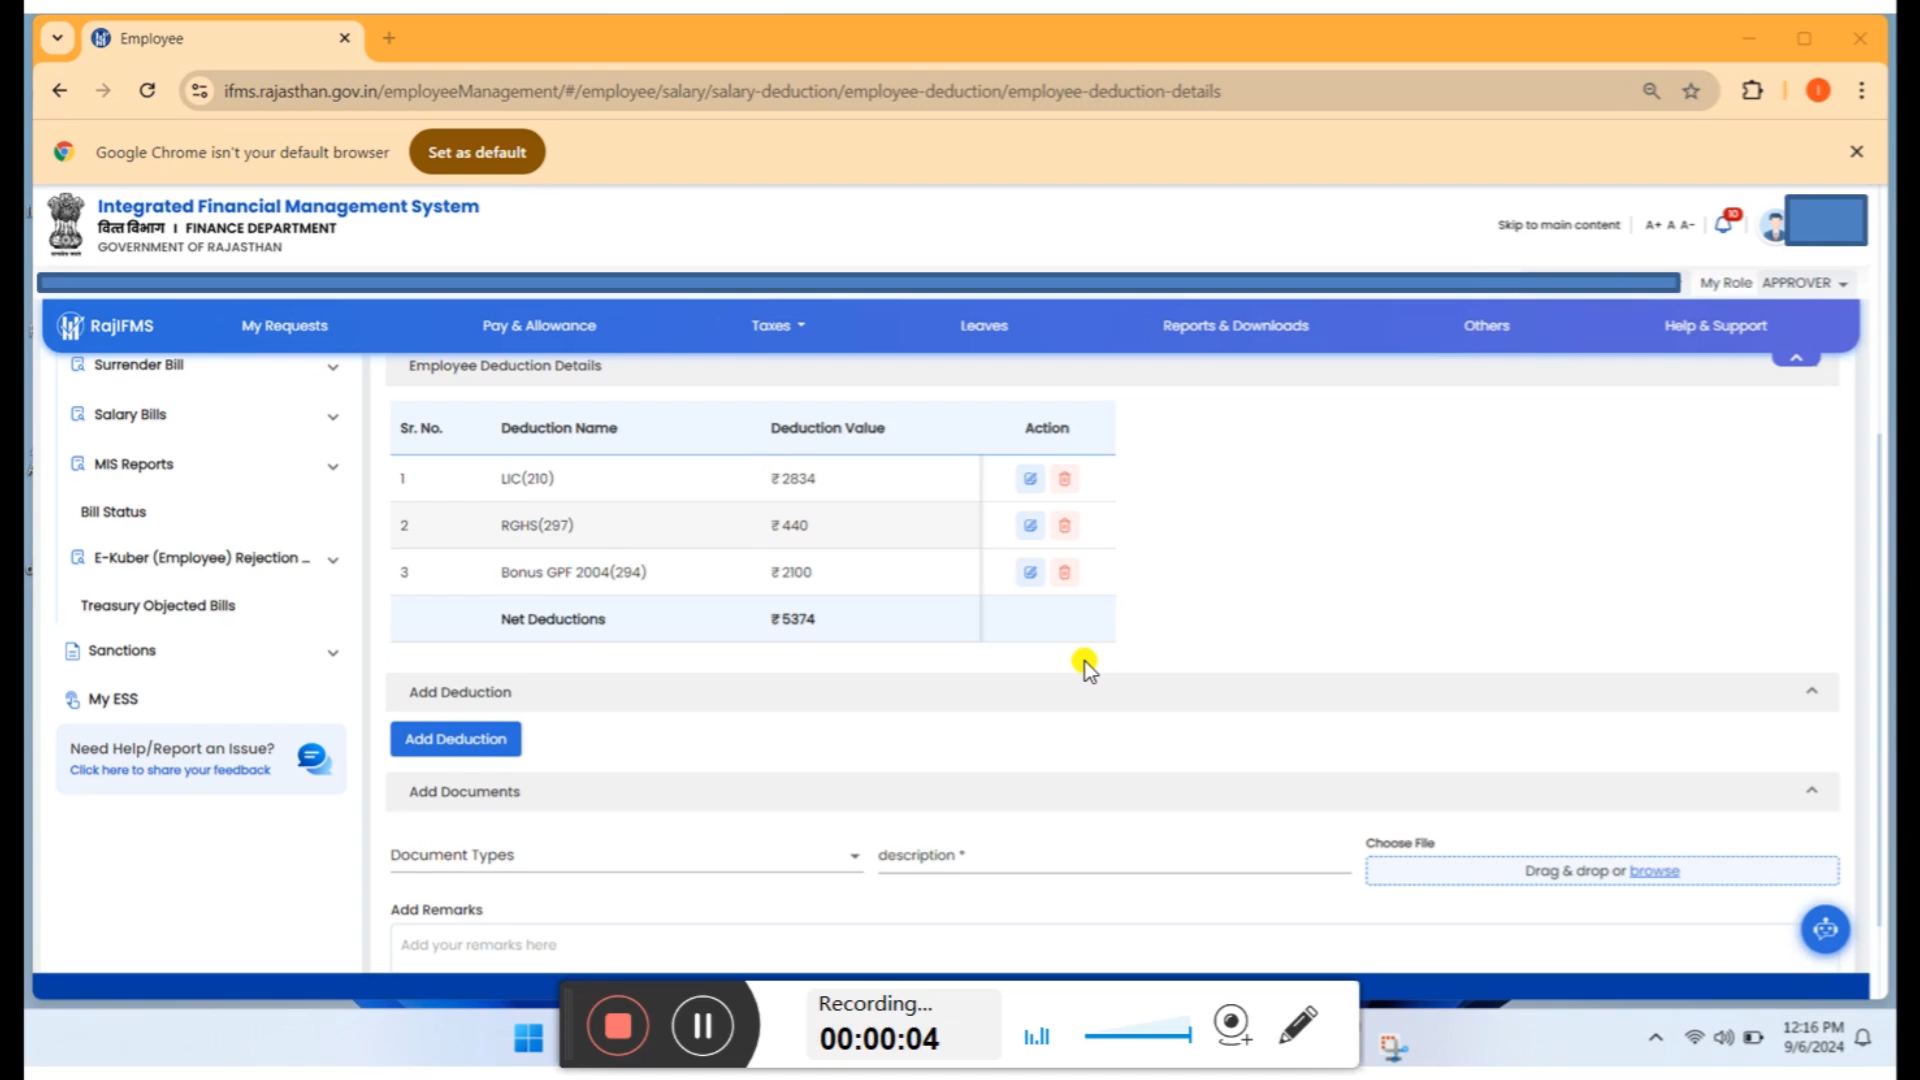 Employee
ifms.rajasthan.gov.in/employeeManagement/#/employee/salary/salary-deduction/employee-deduction/employee-deduction-details
Google Chrome isn't your default browser
Set as default
Integrated Financial Management System
वित्त विभाग | FINANCE DEPARTMENT
GOVERNMENT OF RAJASTHAN
Skip to main content
A+ A A-
10
My Role APPROVER
RajIFMS
My Requests
Pay & Allowance
Taxes
Leaves
Reports & Downloads
Others
Help & Support
Surrender Bill
Salary Bills
MIS Reports
Bill Status
E-Kuber (Employee) Rejection ...
Treasury Objected Bills
Sanctions
My ESS
Need Help/Report an Issue?
Click here to share your feedback
Employee Deduction Details
Sr. No. Deduction Name Deduction Value Action
1 LIC(210) ₹ 2834
2 RGHS(297) ₹ 440
3 Bonus GPF 2004(294) ₹ 2100
Net Deductions ₹ 5374
Add Deduction
Add Deduction
Add Documents
Document Types
description *
Choose File
Drag & drop or browse
Add Remarks
Add your remarks here
Recording...
00:00:04
12:16 PM
9/6/2024